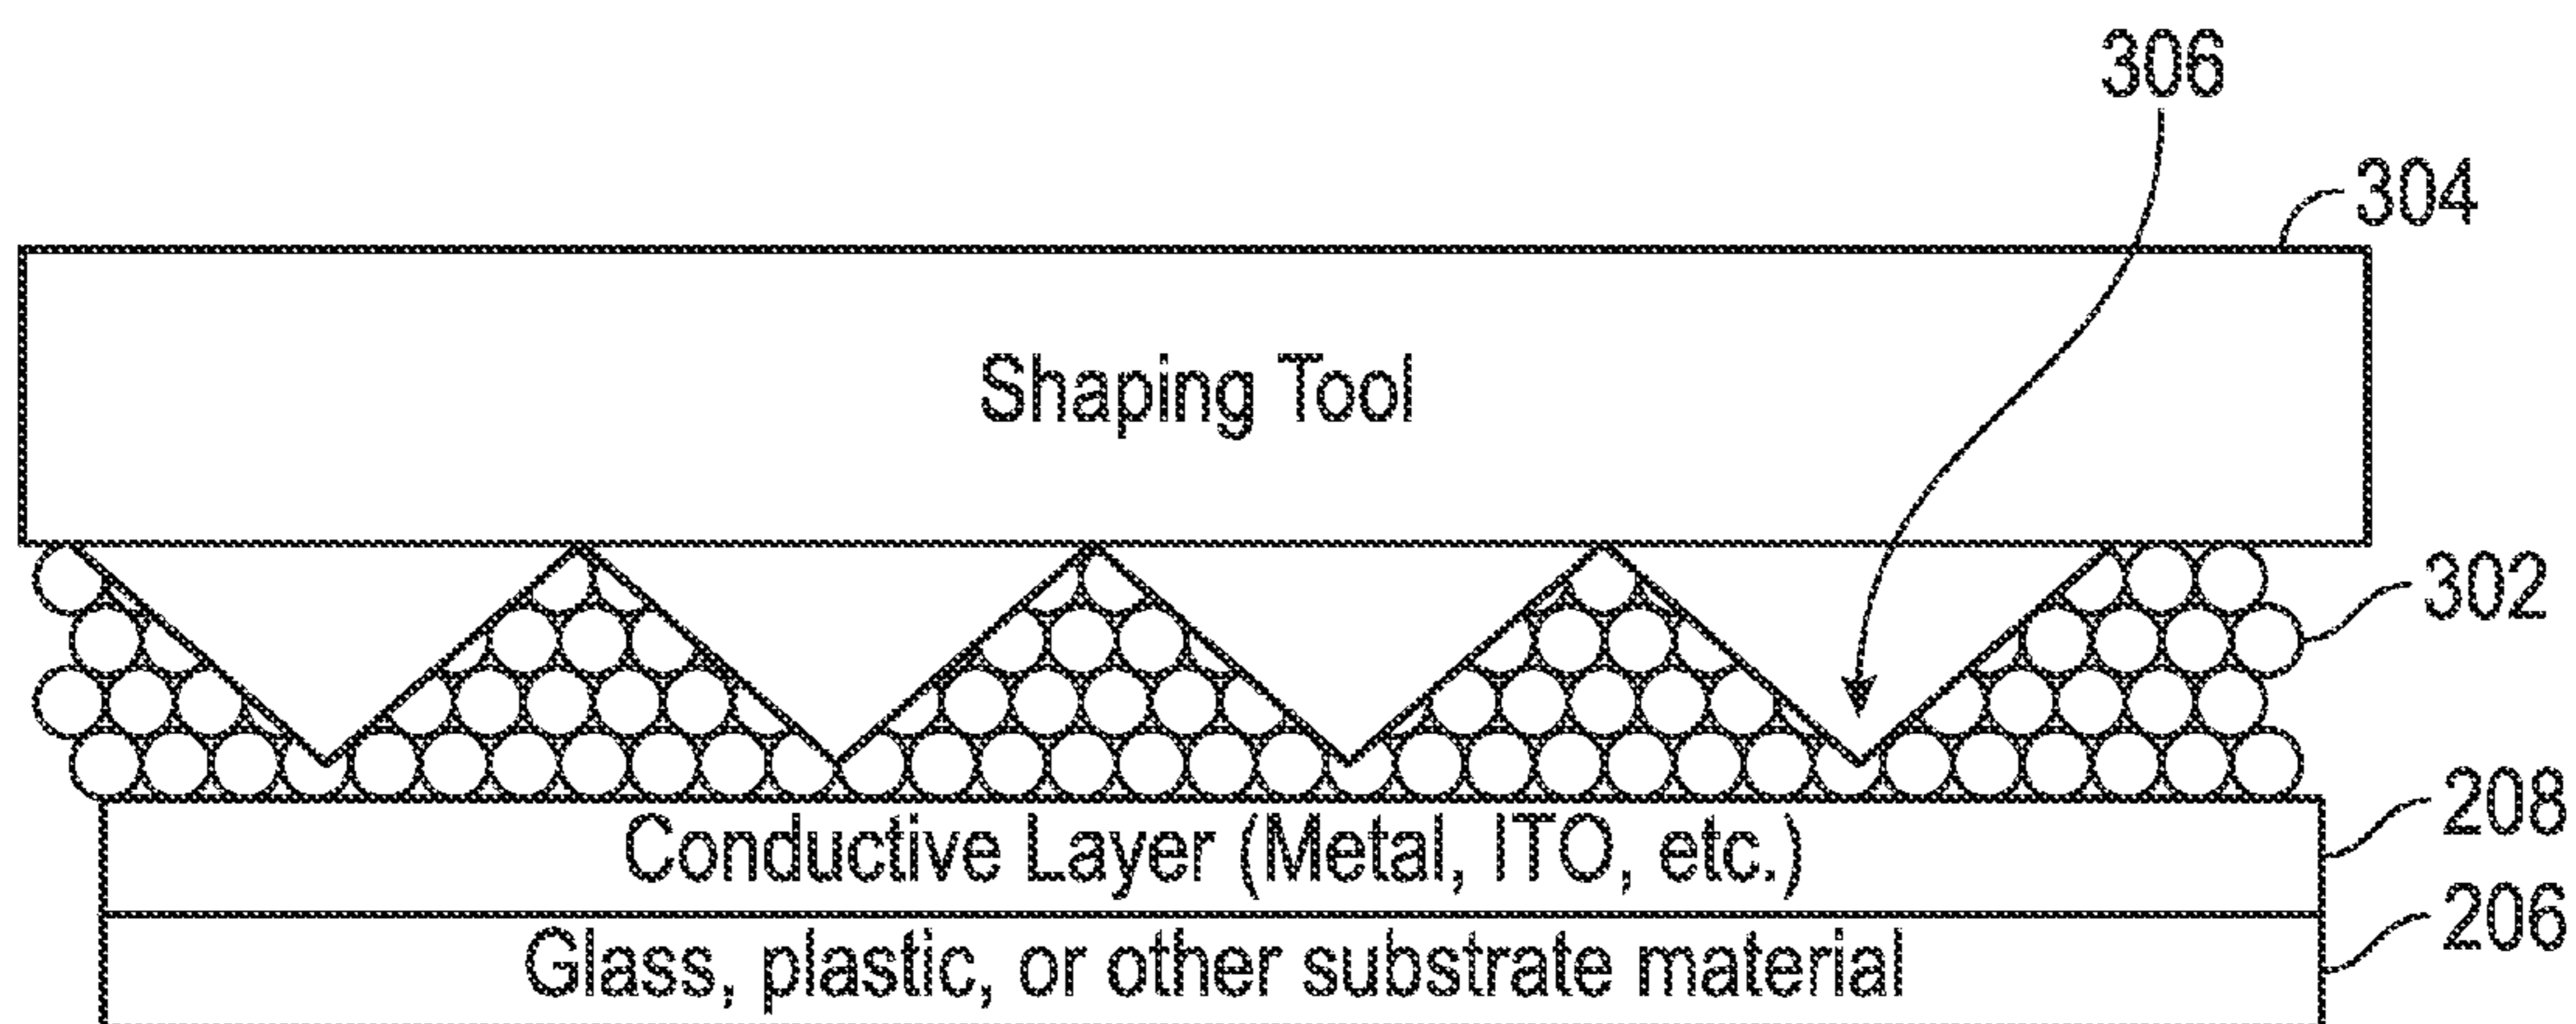 306
304
Shaping Tool
302
208
Conductive Layer (Metal, ITO, etc.)
206
Glass, plastic, or other substrate material